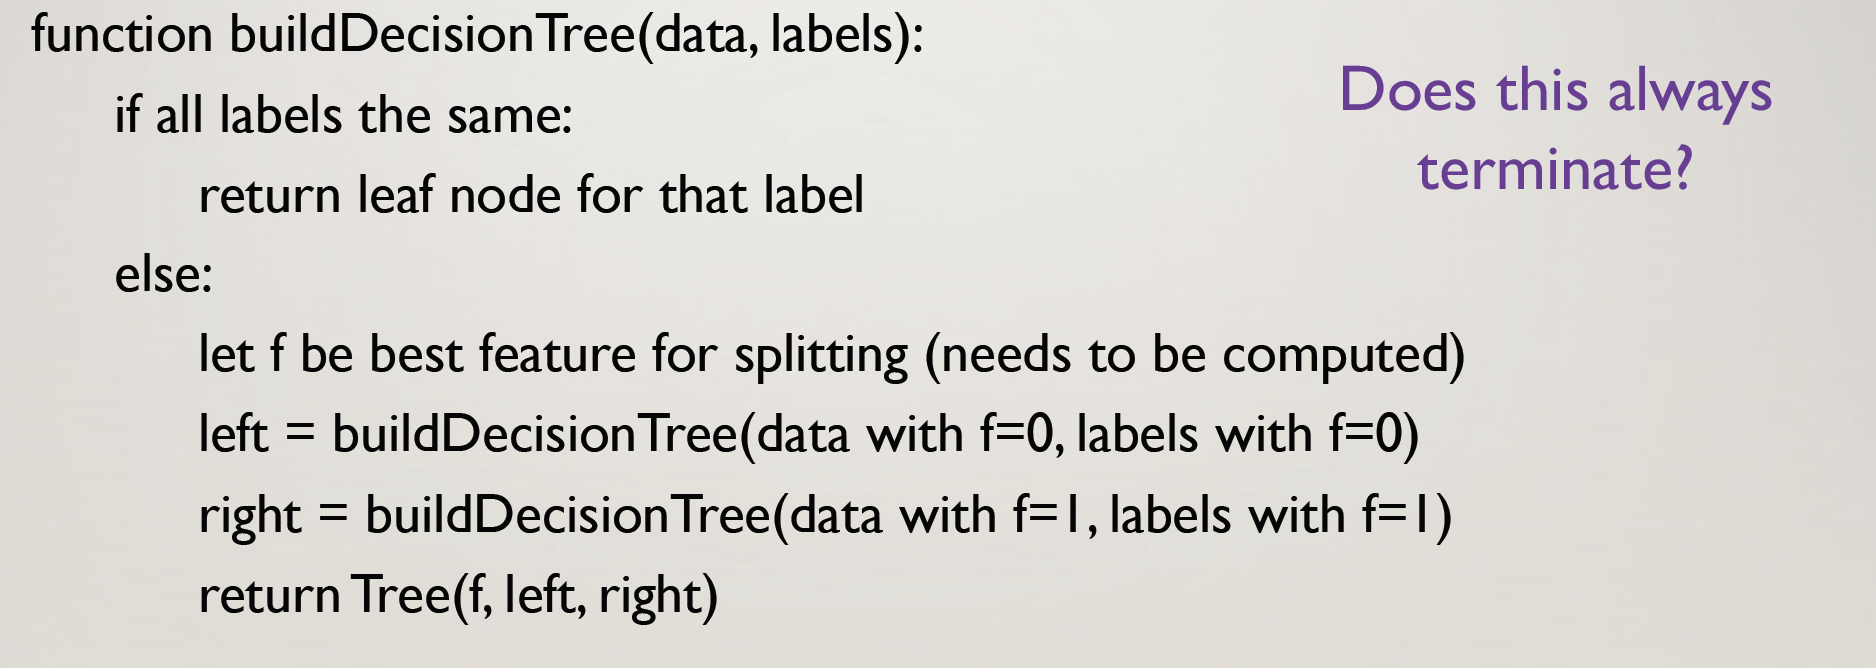 function buildDecisionTree(data, labels):
if all labels the same:
return leaf node for that label
else:
let f be best feature for splitting (needs to be computed)
left = buildDecisionTree(data with f=0, labels with f=0)
right = buildDecisionTree(data with f=1, labels with f=1)
return Tree(f, left, right)
Does this always
terminate?